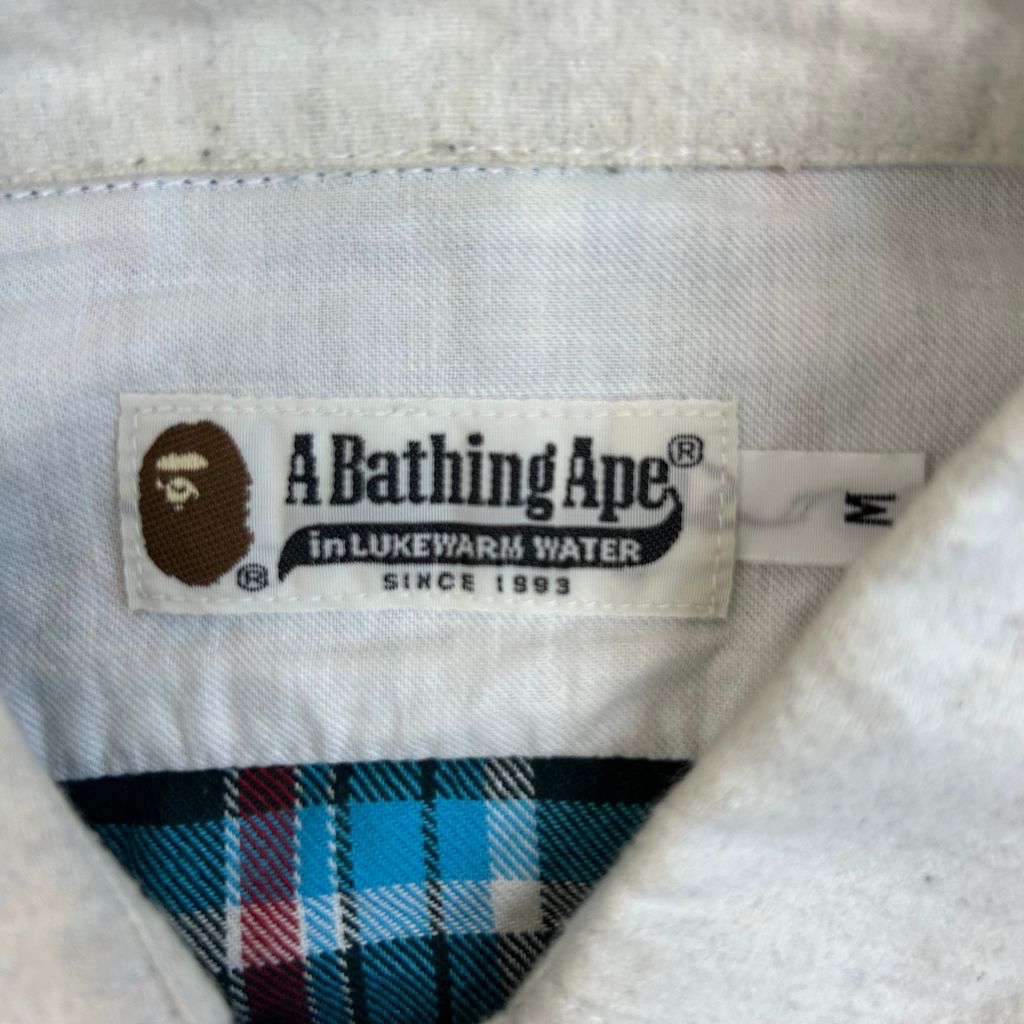 A Bathing Ape®
in LUKEWARM WATER
SINCE 1993
®
M